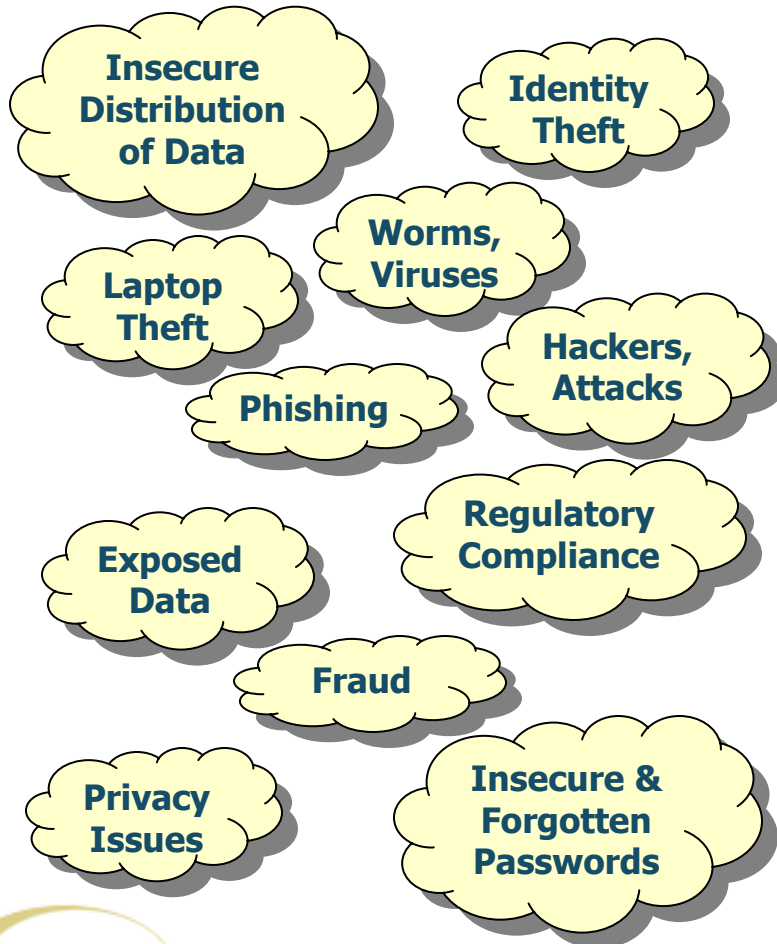 Insecure
Distribution
of Data
Identity
Theft
Worms,
Viruses
Laptop
Theft
Hackers,
Attacks
Phishing
Regulatory
Compliance
Exposed
Data
Fraud
Privacy
Issues
Insecure &
Forgotten
Passwords